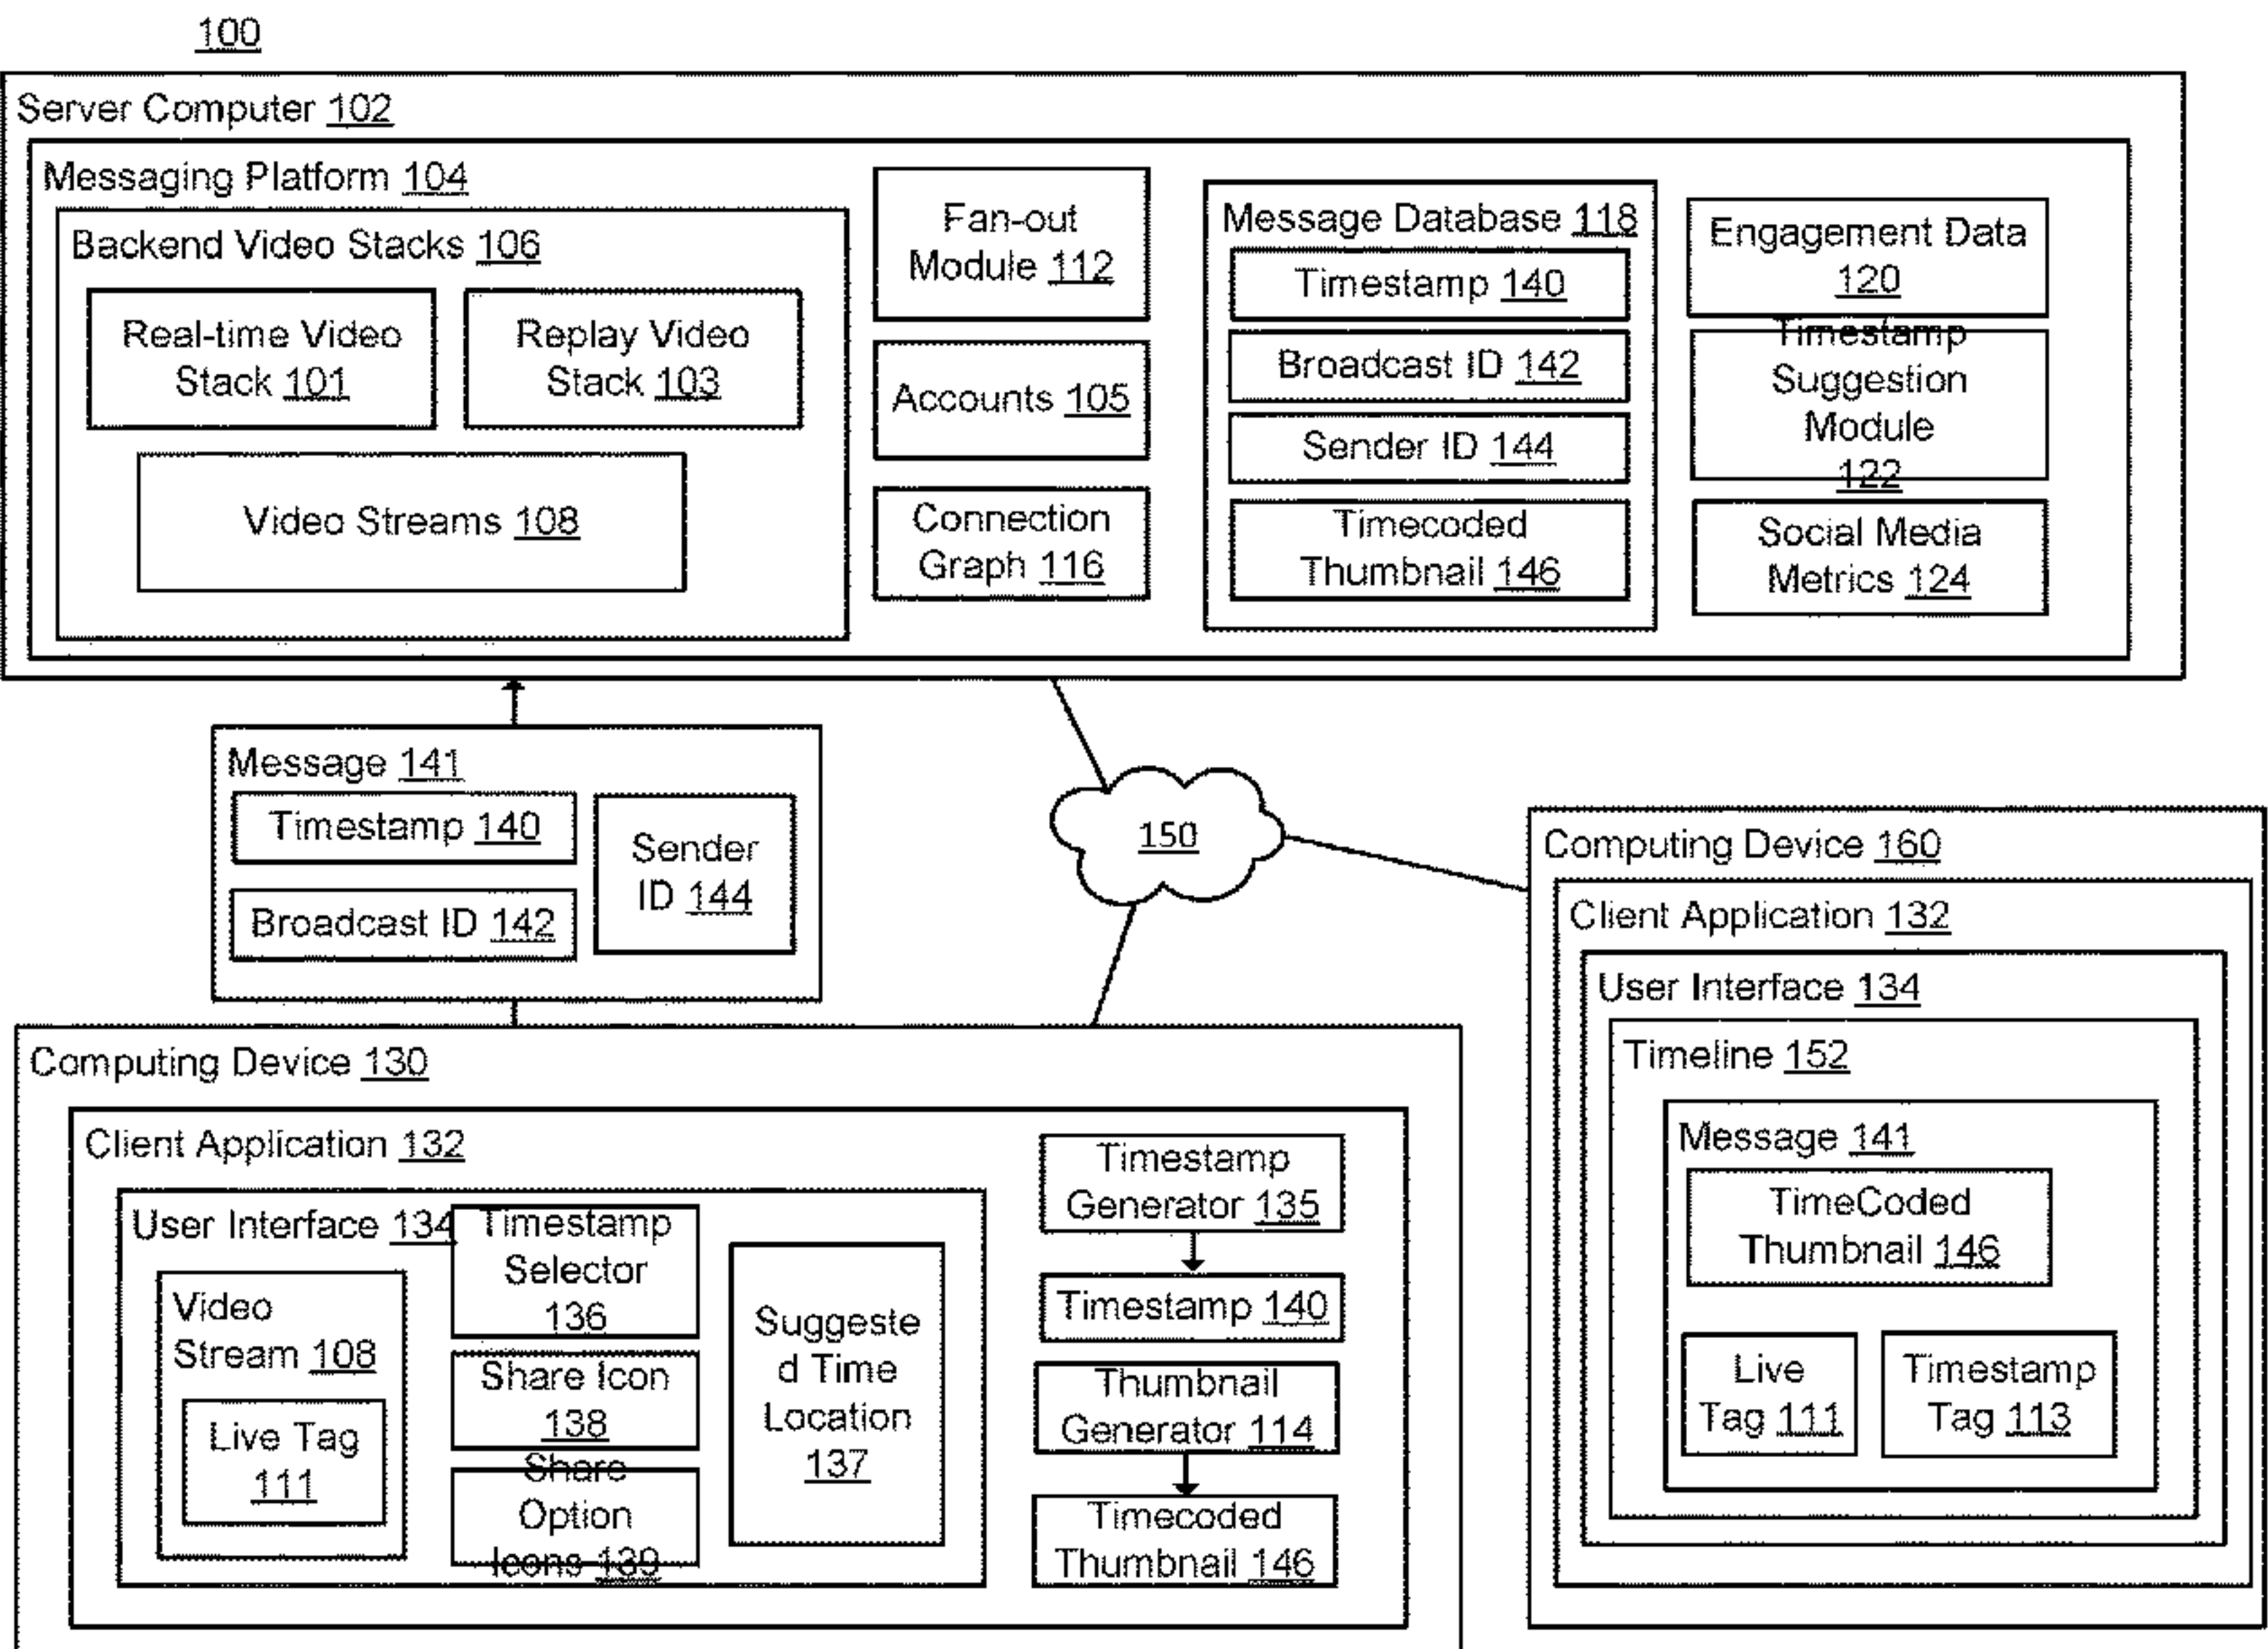 100
Server Computer 102
Messaging Platform 104
Backend Video Stacks 106
Real-time Video
Stack 101
Replay Video
Stack 103
Video Streams 108
Fan-out
Module 112
Accounts 105
Connection
Graph 116
Message Database 118
Timestamp 140
Broadcast ID 142
Sender ID 144
Timecoded
Thumbnail 146
Engagement Data
120
Timestamp
Suggestion
Module
122
Social Media
Metrics 124
Message 141
Timestamp 140
Broadcast ID 142
Sender
ID 144
150
Computing Device 130
Client Application 132
User Interface 134
Video
Stream 108
Live Tag
111
Timestamp
Selector
136
Share Icon
138
Share
Option
Icons 139
Suggeste
d Time
Location
137
Timestamp
Generator 135
Timestamp 140
Thumbnail
Generator 114
Timecoded
Thumbnail 146
Computing Device 160
Client Application 132
User Interface 134
Timeline 152
Message 141
TimeCoded
Thumbnail 146
Live
Tag 111
Timestamp
Tag 113